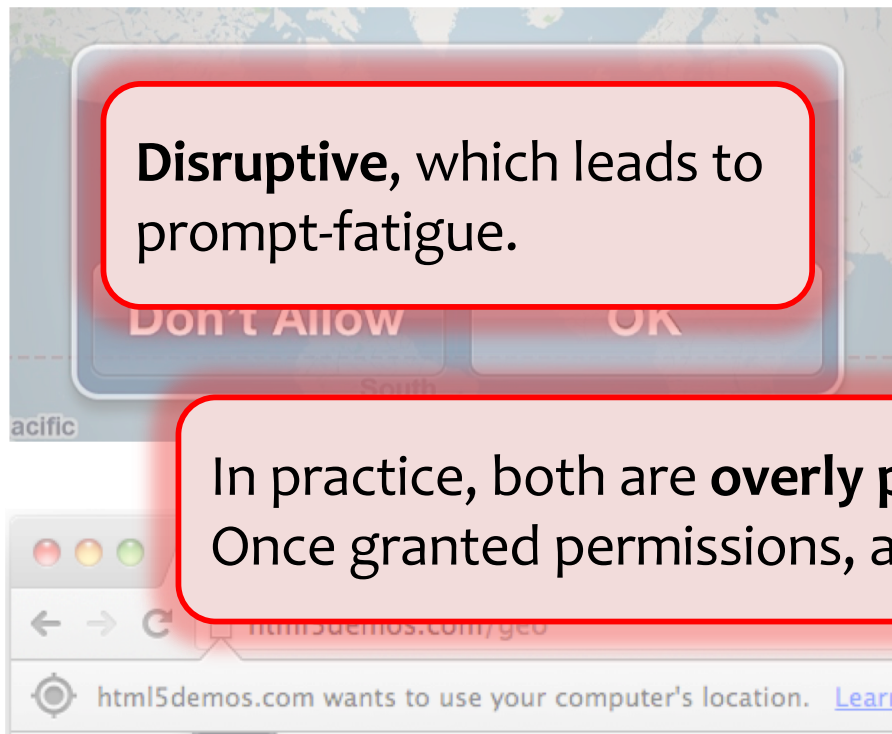 Disruptive, which leads to
prompt-fatigue.
Don't Allow OK
South
acific
In practice, both are overly p
Once granted permissions, a
html5demos.com/geo
html5demos.com wants to use your computer's location. Learn